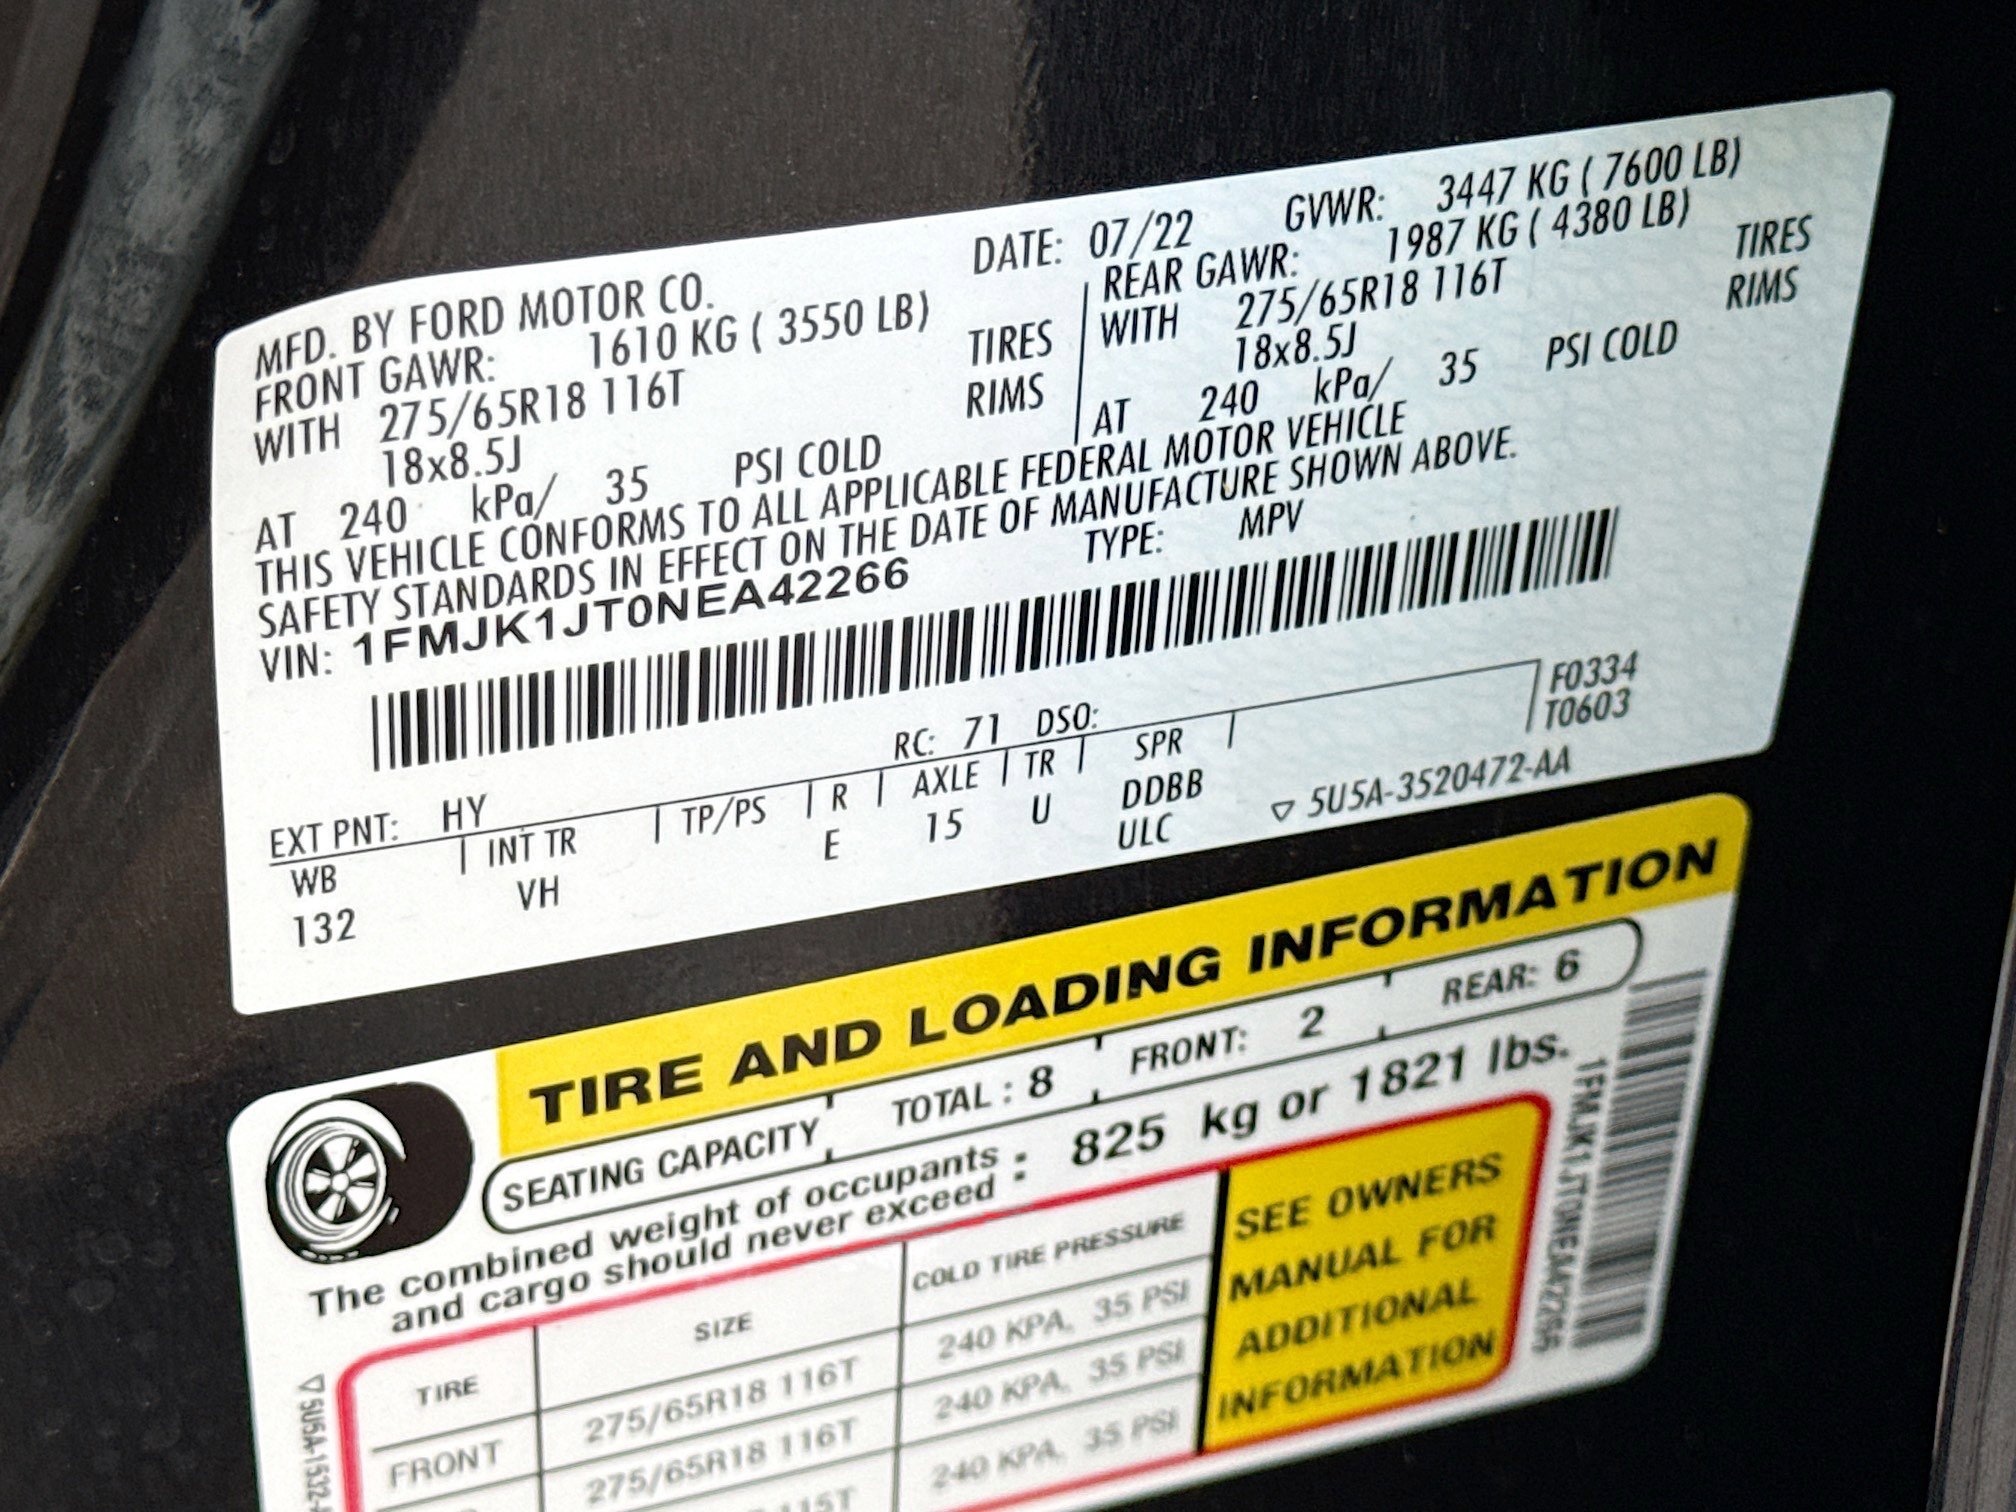 MFD. BY FORD MOTOR CO. DATE: 07/22 GVWR: 3447 KG ( 7600 LB)
FRONT GAWR: 1610 KG ( 3550 LB) REAR GAWR: 1987 KG ( 4380 LB)
WITH 275/65R18 116T TIRES WITH 275/65R18 116T TIRES
18x8.5J RIMS 18x8.5J RIMS
AT 240 kPa/ 35 PSI COLD AT 240 kPa/ 35 PSI COLD
THIS VEHICLE CONFORMS TO ALL APPLICABLE FEDERAL MOTOR VEHICLE
SAFETY STANDARDS IN EFFECT ON THE DATE OF MANUFACTURE SHOWN ABOVE.
VIN: 1FMJK1JT0NEA42266 TYPE: MPV
F0334
T0603
EXT PNT: HY RC: 71 DSO:
WB INT TR TP/PS R AXLE TR SPR
132 VH E 15 U DDBB
ULC
5U5A-3520472-AA
TIRE AND LOADING INFORMATION
SEATING CAPACITY TOTAL : 8 FRONT: 2 REAR: 6
The combined weight of occupants
and cargo should never exceed : 825 kg or 1821 lbs.
TIRE SIZE COLD TIRE PRESSURE
FRONT 275/65R18 116T 240 KPA, 35 PSI
275/65R18 116T 240 KPA, 35 PSI
240 KPA, 35 PSI
SEE OWNERS
MANUAL FOR
ADDITIONAL
INFORMATION
1FMJK1JT0NEA42266